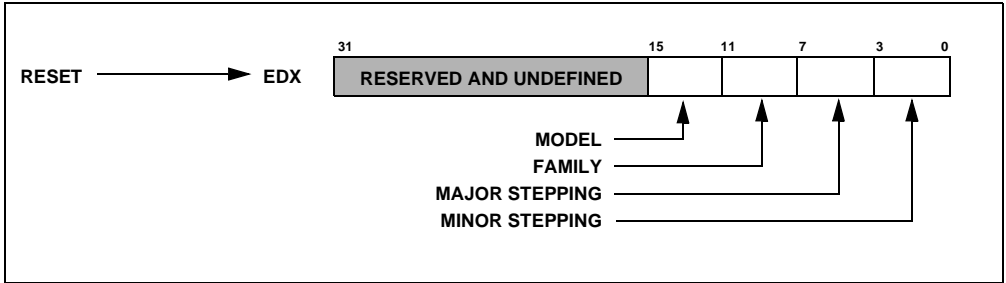 31 15 11 7 3 0
RESET EDX RESERVED AND UNDEFINED
MODEL
FAMILY
MAJOR STEPPING
MINOR STEPPING